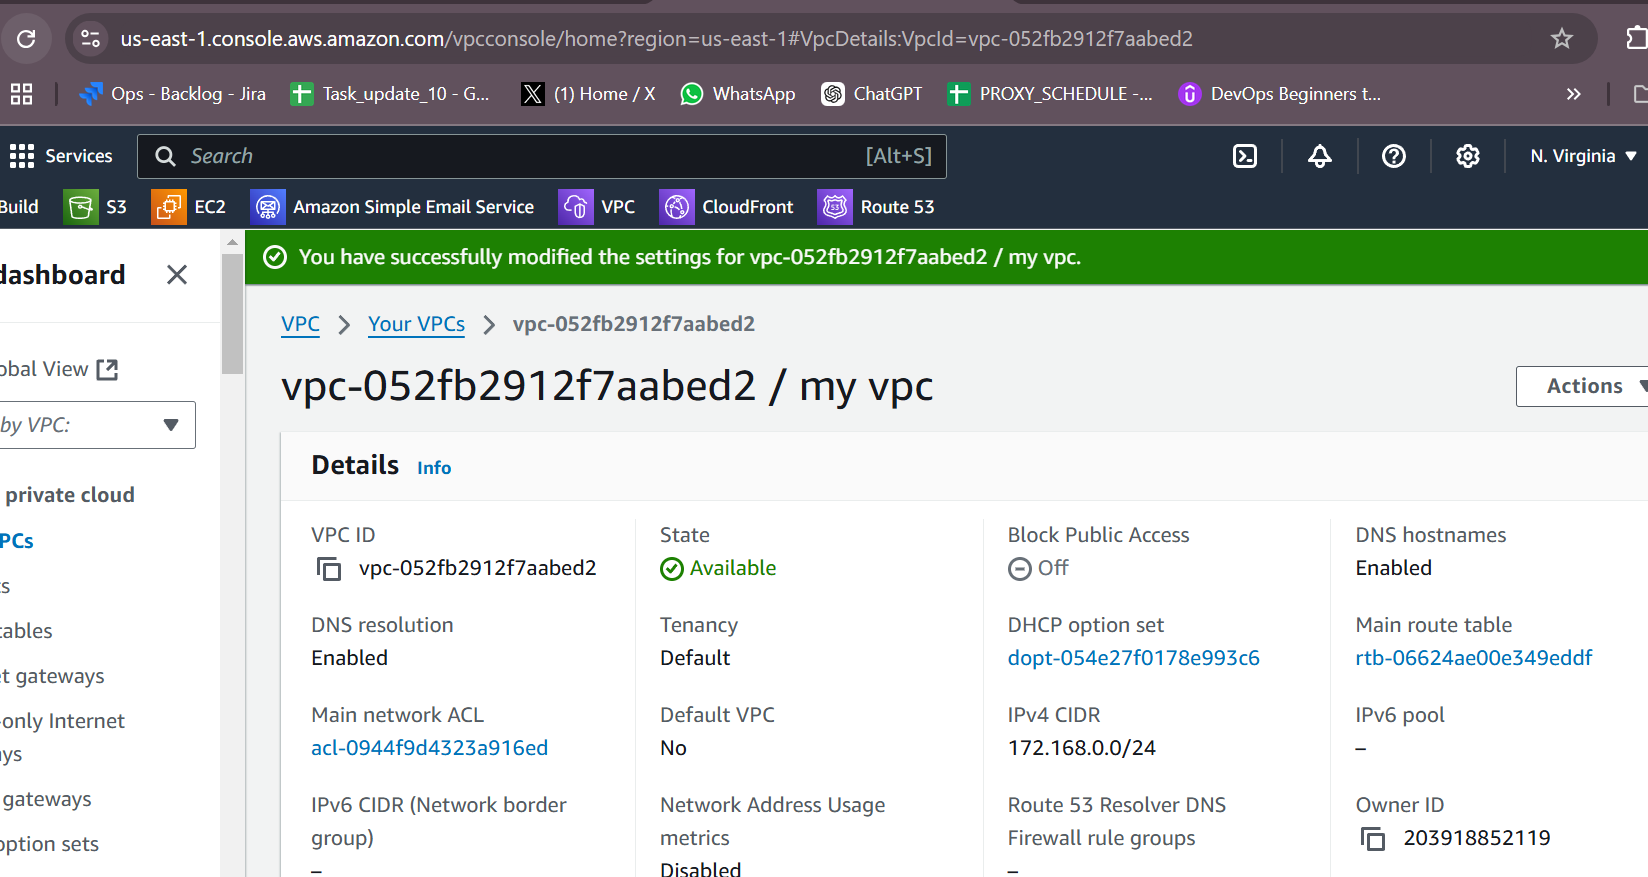 us-east-1.console.aws.amazon.com/vpcconsole/home?region=us-east-1#VpcDetails:VpcId=vpc-052fb2912f7aabed2
Ops - Backlog - Jira
Task_update_10 - G...
(1) Home / X
WhatsApp
ChatGPT
PROXY_SCHEDULE -...
DevOps Beginners t...
Services
Search
[Alt+S]
N. Virginia
Build
S3
EC2
Amazon Simple Email Service
VPC
CloudFront
Route 53
dashboard
You have successfully modified the settings for vpc-052fb2912f7aabed2 / my vpc.
obal View
by VPC:
private cloud
PCs
s
tables
t gateways
-only Internet
ys
gateways
option sets
VPC > Your VPCs > vpc-052fb2912f7aabed2
vpc-052fb2912f7aabed2 / my vpc
Actions
Details Info
VPC ID
vpc-052fb2912f7aabed2
State
Available
Block Public Access
Off
DNS hostnames
Enabled
DNS resolution
Enabled
Tenancy
Default
DHCP option set
dopt-054e27f0178e993c6
Main route table
rtb-06624ae00e349eddf
Main network ACL
acl-0944f9d4323a916ed
Default VPC
No
IPv4 CIDR
172.168.0.0/24
IPv6 pool
–
IPv6 CIDR (Network border
group)
–
Network Address Usage
metrics
Disabled
Route 53 Resolver DNS
Firewall rule groups
–
Owner ID
203918852119